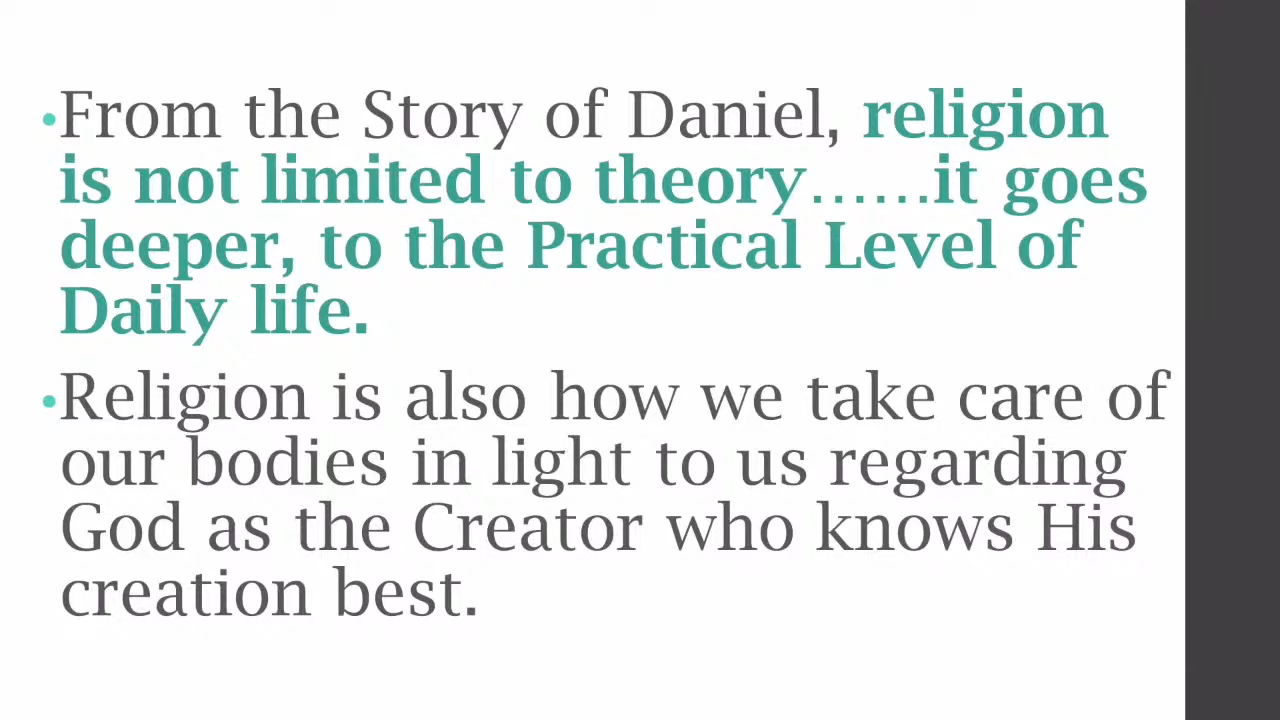 •From the Story of Daniel, religion
is not limited to theory……it goes
deeper, to the Practical Level of
Daily life.
•Religion is also how we take care of
our bodies in light to us regarding
God as the Creator who knows His
creation best.